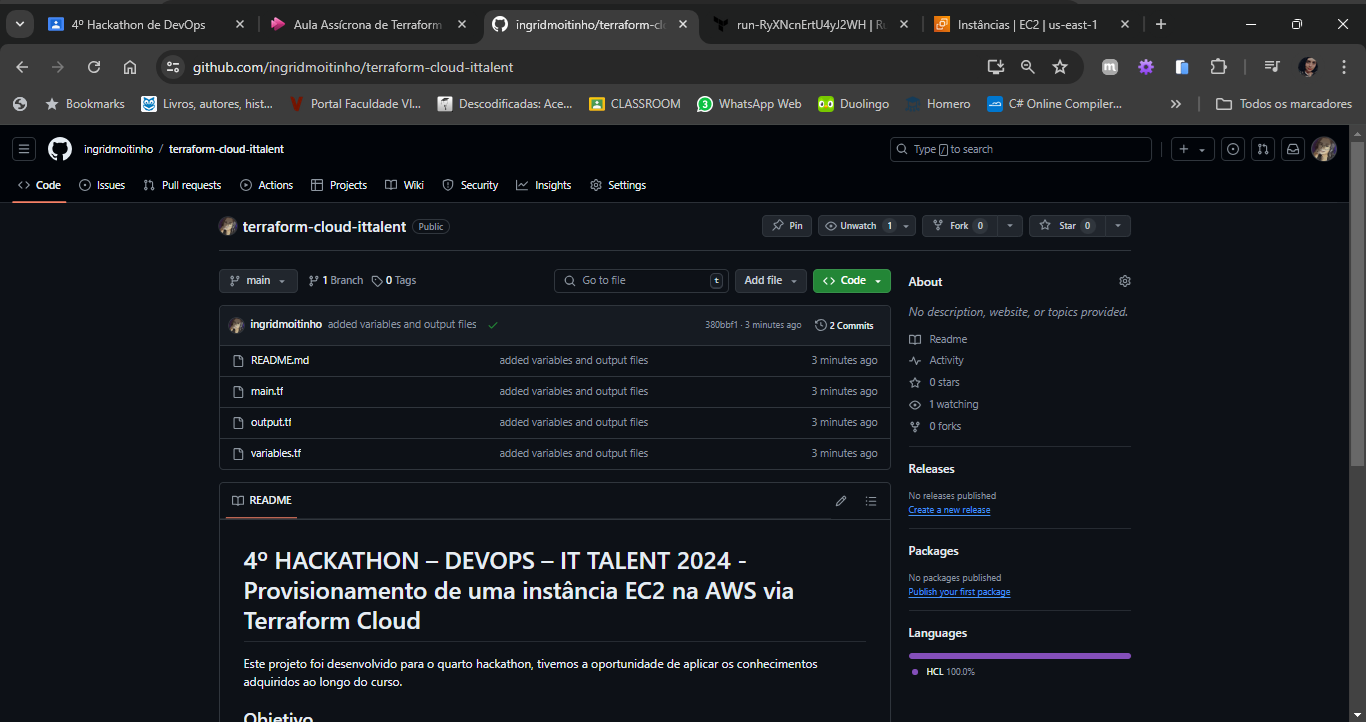 4º Hackathon de DevOps
Aula Assícrona de Terraform
ingridmoitinho/terraform-clo
run-RyXNcnErtU4yJ2WH | Ru
Instâncias | EC2 | us-east-1
github.com/ingridmoitinho/terraform-cloud-ittalent
Bookmarks
Livros, autores, hist...
Portal Faculdade VI...
Descodificadas: Ace...
CLASSROOM
3 WhatsApp Web
Duolingo
Homero
C# Online Compiler...
»
Todos os marcadores
ingridmoitinho / terraform-cloud-ittalent
Type / to search
Code
Issues
Pull requests
Actions
Projects
Wiki
Security
Insights
Settings
terraform-cloud-ittalent Public
Pin
Unwatch 1
Fork 0
Star 0
main
1 Branch
0 Tags
Go to file t
Add file
Code
ingridmoitinho added variables and output files
380bbf1 · 3 minutes ago
2 Commits
README.md added variables and output files 3 minutes ago
main.tf added variables and output files 3 minutes ago
output.tf added variables and output files 3 minutes ago
variables.tf added variables and output files 3 minutes ago
README
4º HACKATHON – DEVOPS – IT TALENT 2024 -
Provisionamento de uma instância EC2 na AWS via
Terraform Cloud
Este projeto foi desenvolvido para o quarto hackathon, tivemos a oportunidade de aplicar os conhecimentos
adquiridos ao longo do curso.
Objetivo
About
No description, website, or topics provided.
Readme
Activity
0 stars
1 watching
0 forks
Releases
No releases published
Create a new release
Packages
No packages published
Publish your first package
Languages
HCL 100.0%